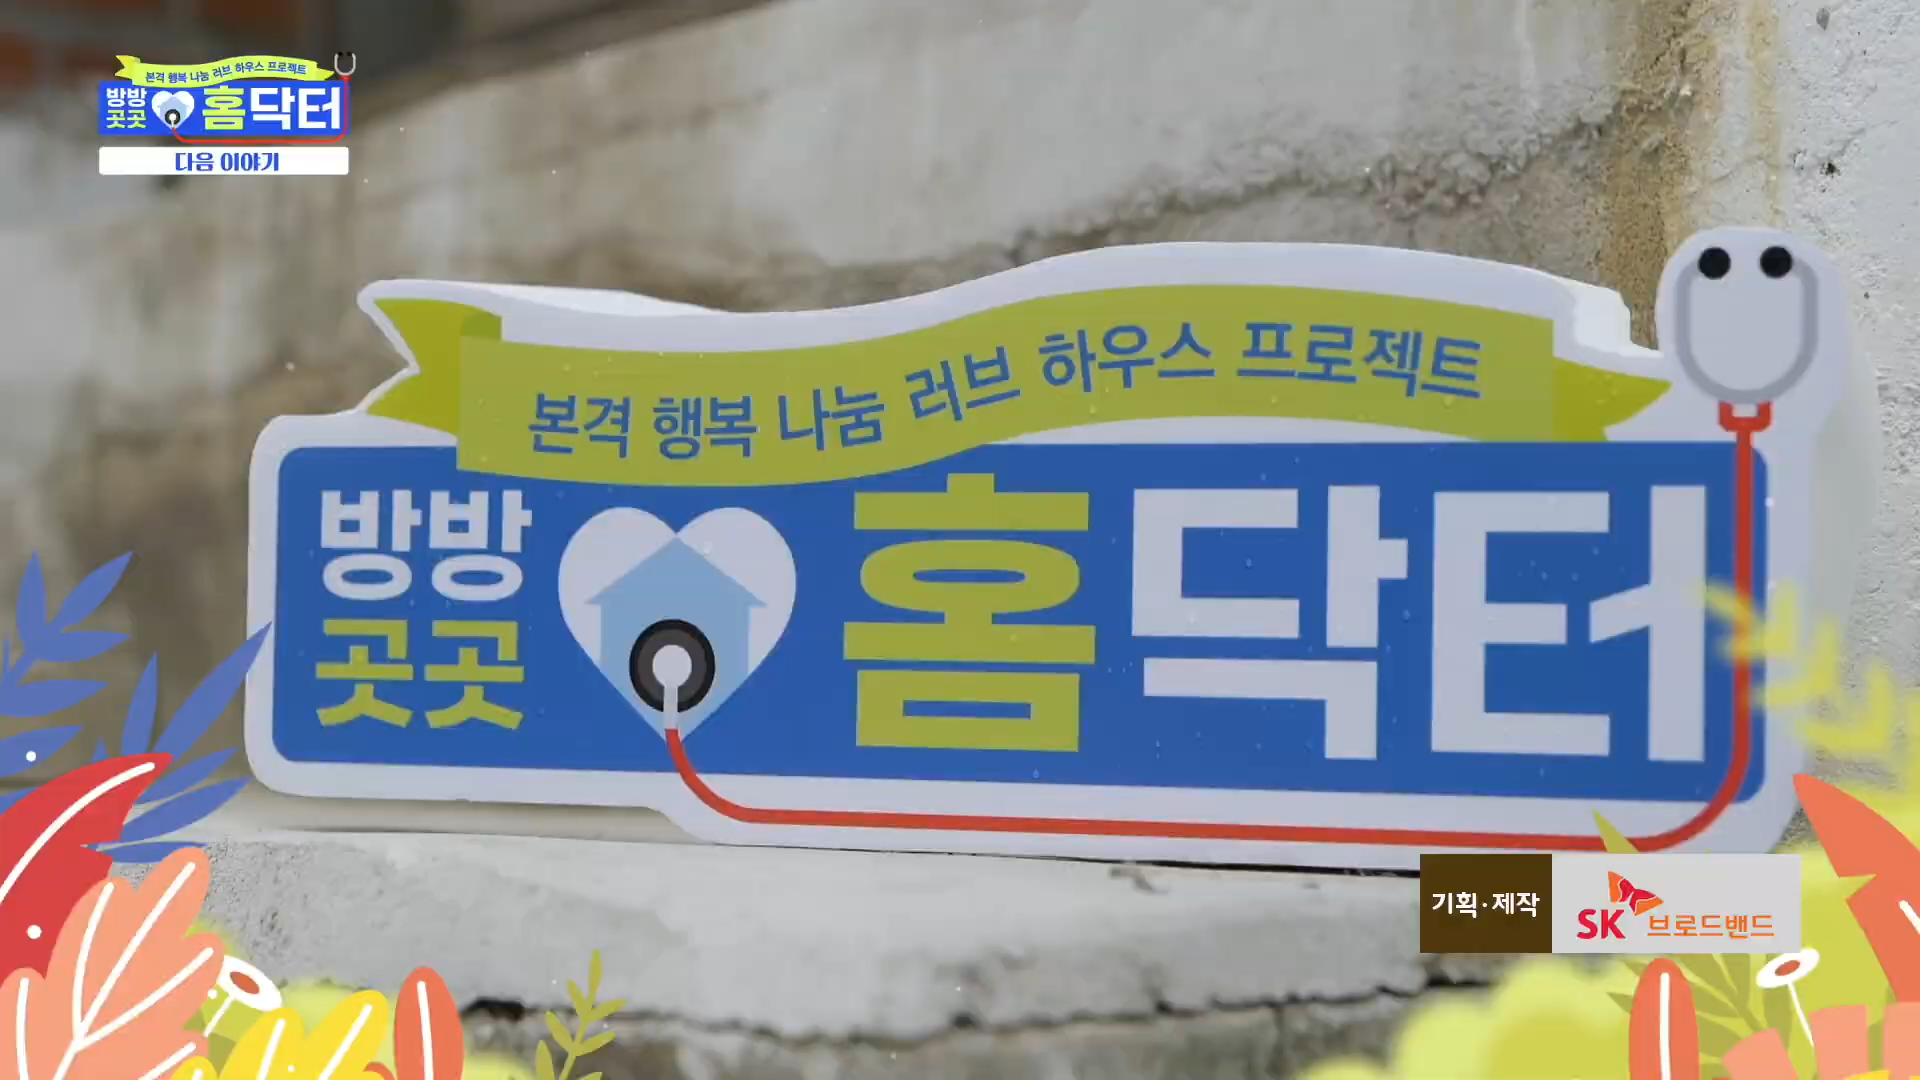 본격 행복 나눔 러브 하우스 프로젝트
방방
곳곳
홈닥터
다음 이야기
본격 행복 나눔 러브 하우스 프로젝트
방방
곳곳
홈닥터
기획·제작
SK브로드밴드